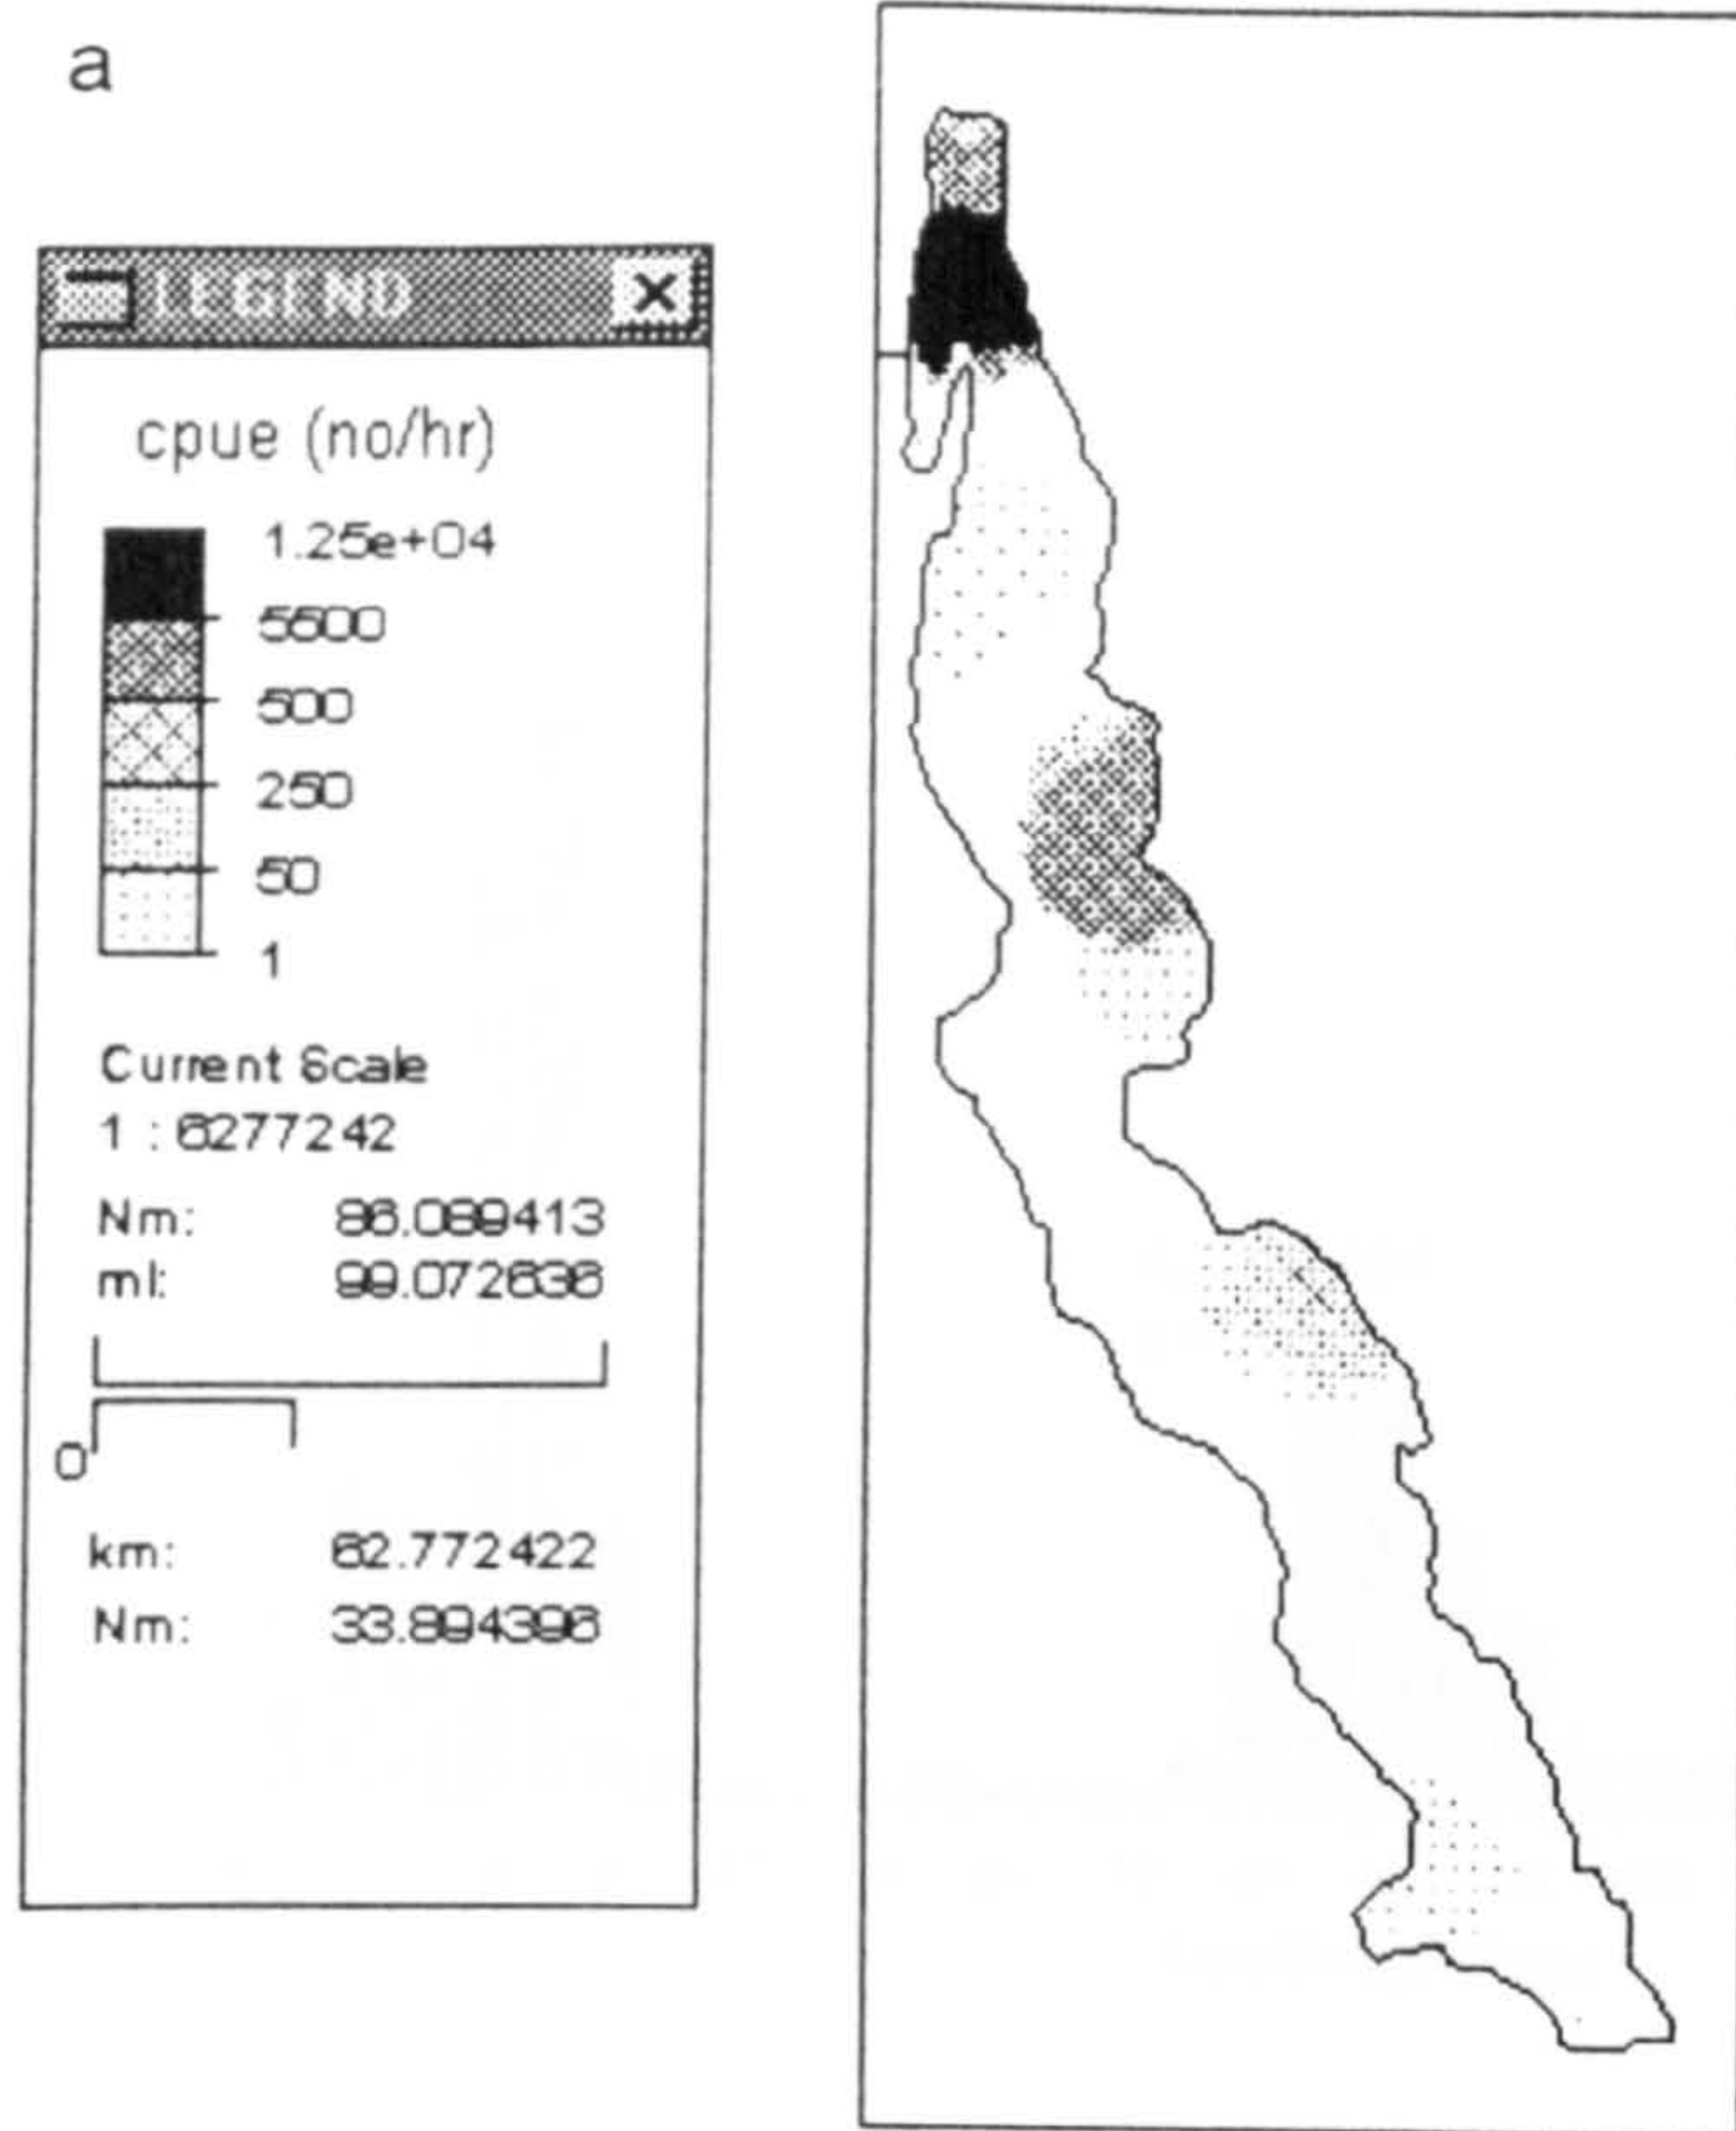 a
LEGEND
cpue (no/hr)
1.25e+04
5500
500
250
50
1
Current Scale
1 : 6277242
Nm: 86.089413
ml: 99.072636
0
km: 62.772422
Nm: 33.894396